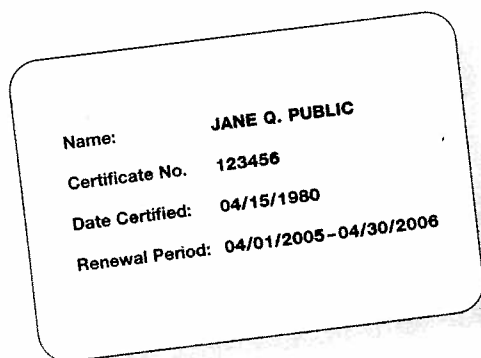 Name: JANE Q. PUBLIC
Certificate No. 123456
Date Certified: 04/15/1980
Renewal Period: 04/01/2005-04/30/2006